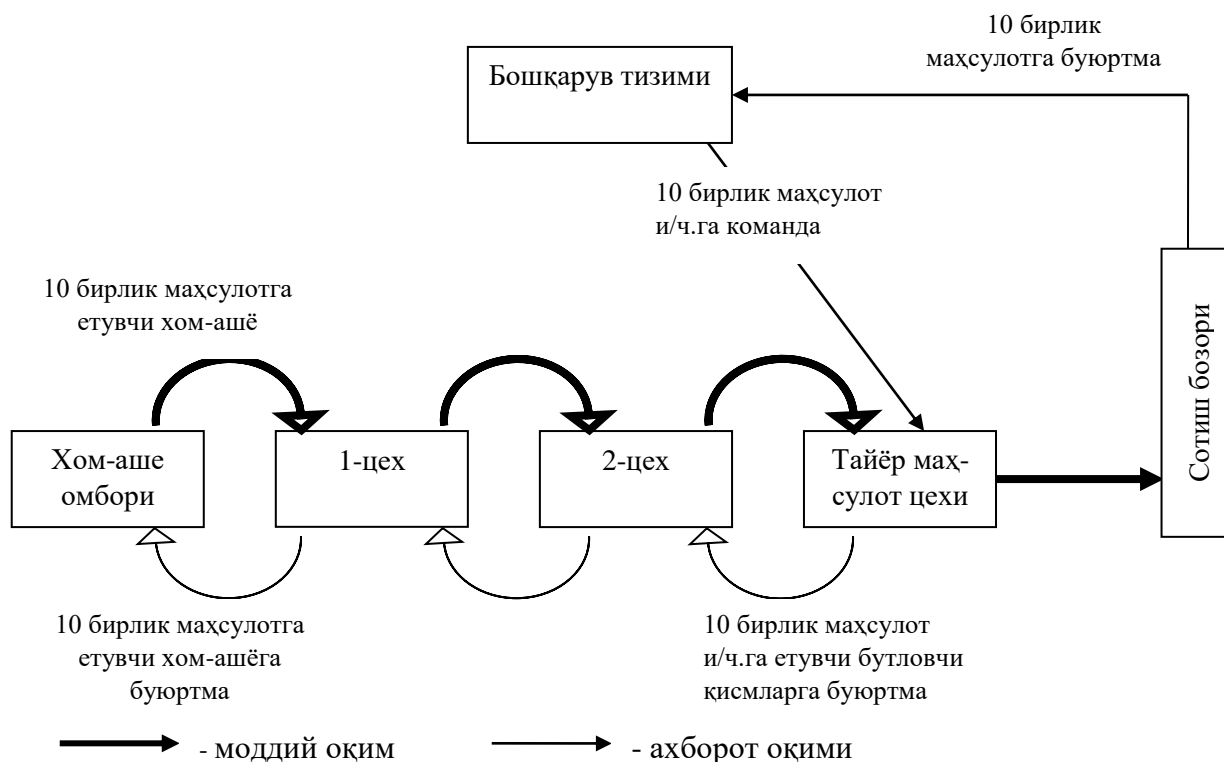 10 бирлик
маҳсулотга буюртма
Бошқарув тизими
10 бирлик маҳсулот
и/ч.га команда
10 бирлик маҳсулотга
етувчи хом-ашё
Хом-аше
омбори
1-цех
2-цех
Тайёр маҳ-
сулот цехи
Сотиш бозори
10 бирлик маҳсулотга
етувчи хом-ашёга
буюртма
10 бирлик маҳсулот
и/ч.га етувчи бутловчи
қисмларга буюртма
- моддий оқим
- ахборот оқими